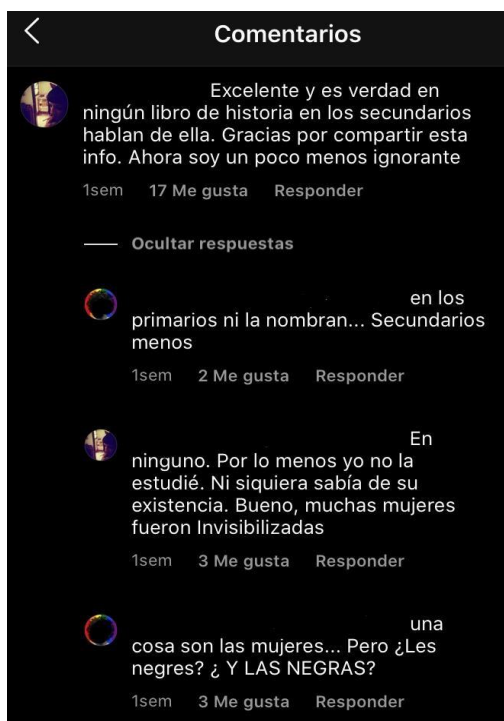 Comentarios
Excelente y es verdad en
ningún libro de historia en los secundarios
hablan de ella. Gracias por compartir esta
info. Ahora soy un poco menos ignorante
1sem 17 Me gusta Responder
Ocultar respuestas
en los
primarios ni la nombran... Secundarios
menos
1sem 2 Me gusta Responder
En
ninguno. Por lo menos yo no la
estudié. Ni siquiera sabía de su
existencia. Bueno, muchas mujeres
fueron Invisibilizadas
1sem 3 Me gusta Responder
una
cosa son las mujeres... Pero ¿Les
negres? ¿ Y LAS NEGRAS?
1sem 3 Me gusta Responder